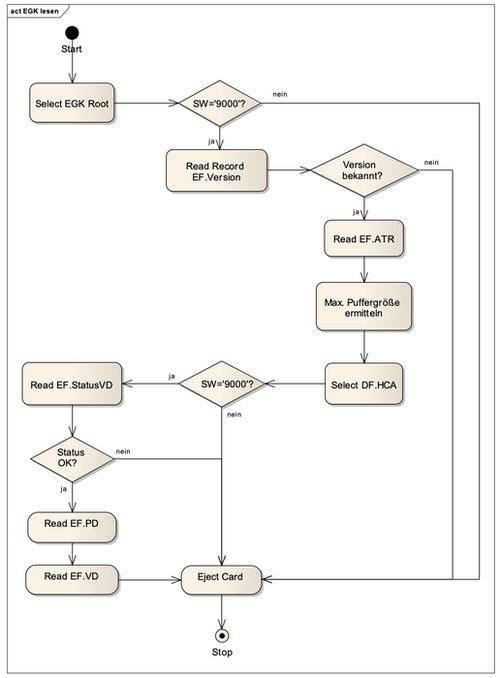 act EGK lesen
Start
Select EGK Root
SW='9000'?
nein
ja
Read Record
EF.Version
Version
bekannt?
nein
ja
Read EF.ATR
Max. Puffergröße
ermitteln
Select DF.HCA
SW='9000'?
ja
nein
Read EF.StatusVD
Status
OK?
nein
ja
Read EF.PD
Read EF.VD
Eject Card
Stop